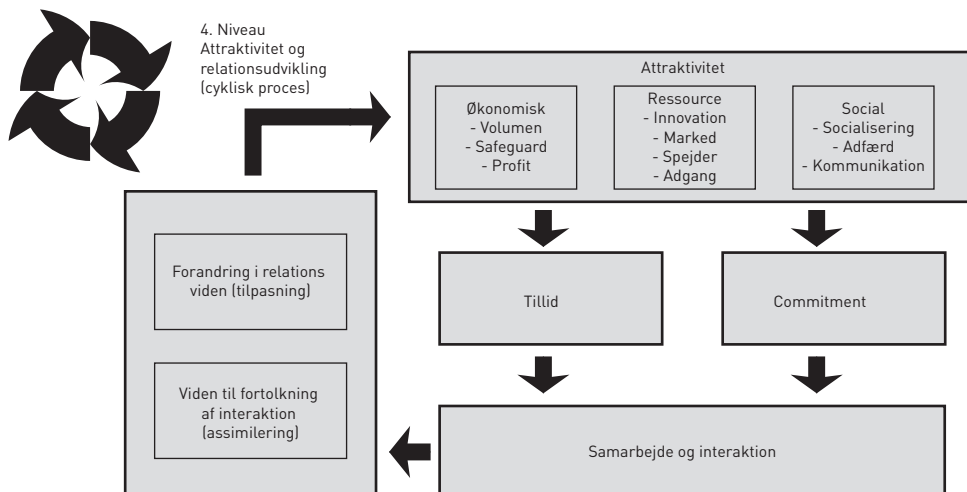 4. Niveau
Attraktivitet og
relationsudvikling
(cyklisk proces)
Attraktivitet
Økonomisk
- Volumen
- Safeguard
- Profit
Ressource
- Innovation
- Marked
- Spejder
- Adgang
Social
- Socialisering
- Adfærd
- Kommunikation
Forandring i relations
viden (tilpasning)
Tillid
Commitment
Viden til fortolkning
af interaktion
(assimilering)
Samarbejde og interaktion